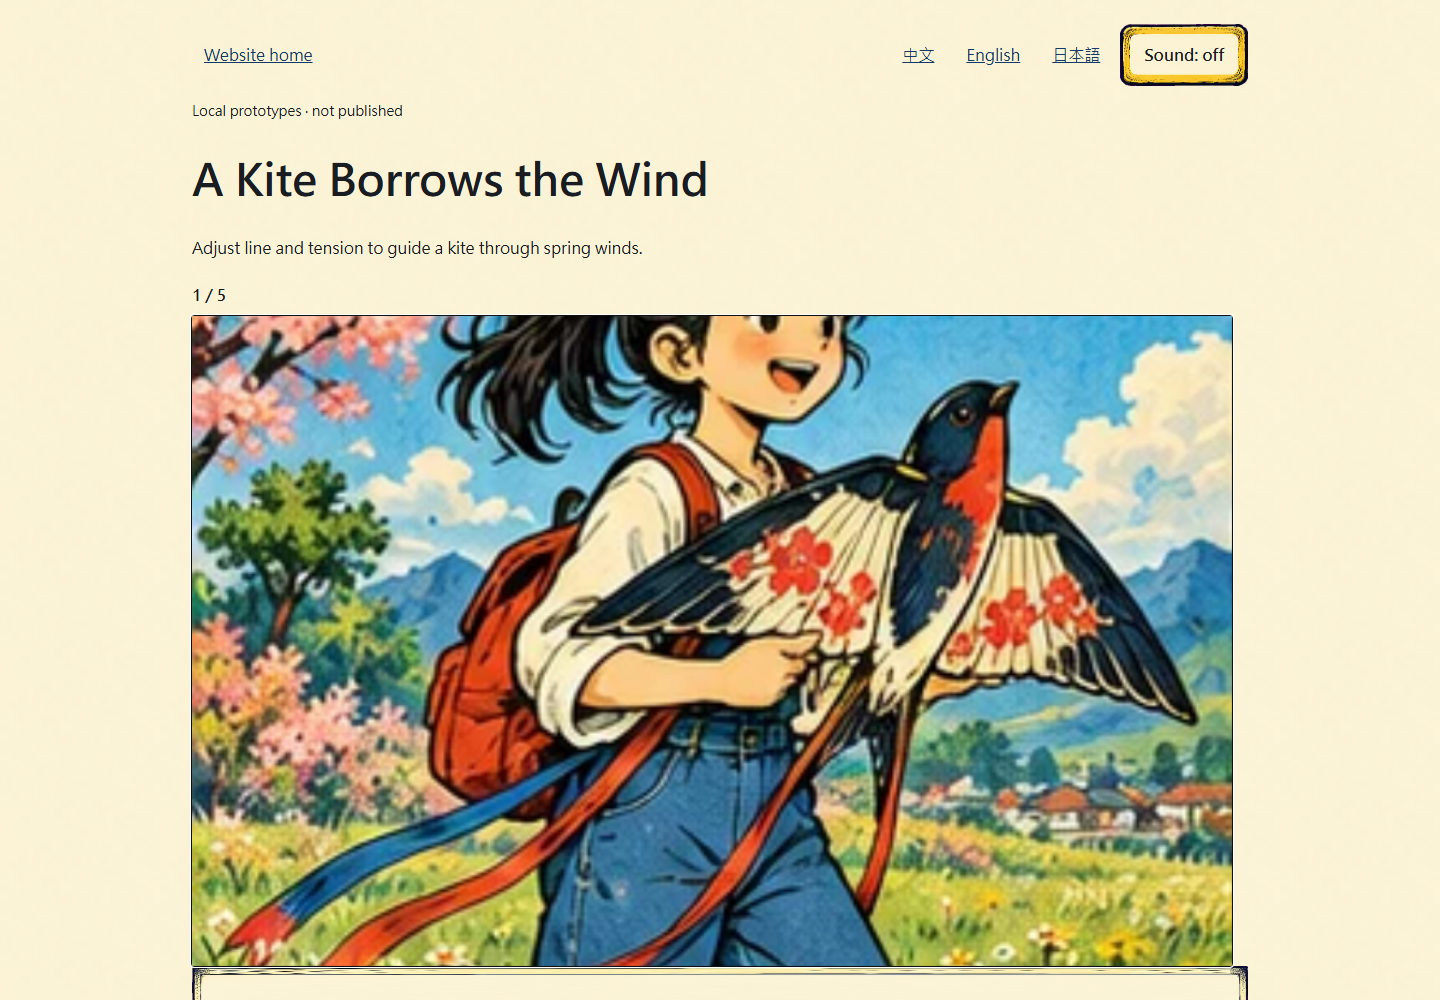 Website home
中文 English 日本語 Sound: off
Local prototypes · not published
A Kite Borrows the Wind
Adjust line and tension to guide a kite through spring winds.
1 / 5